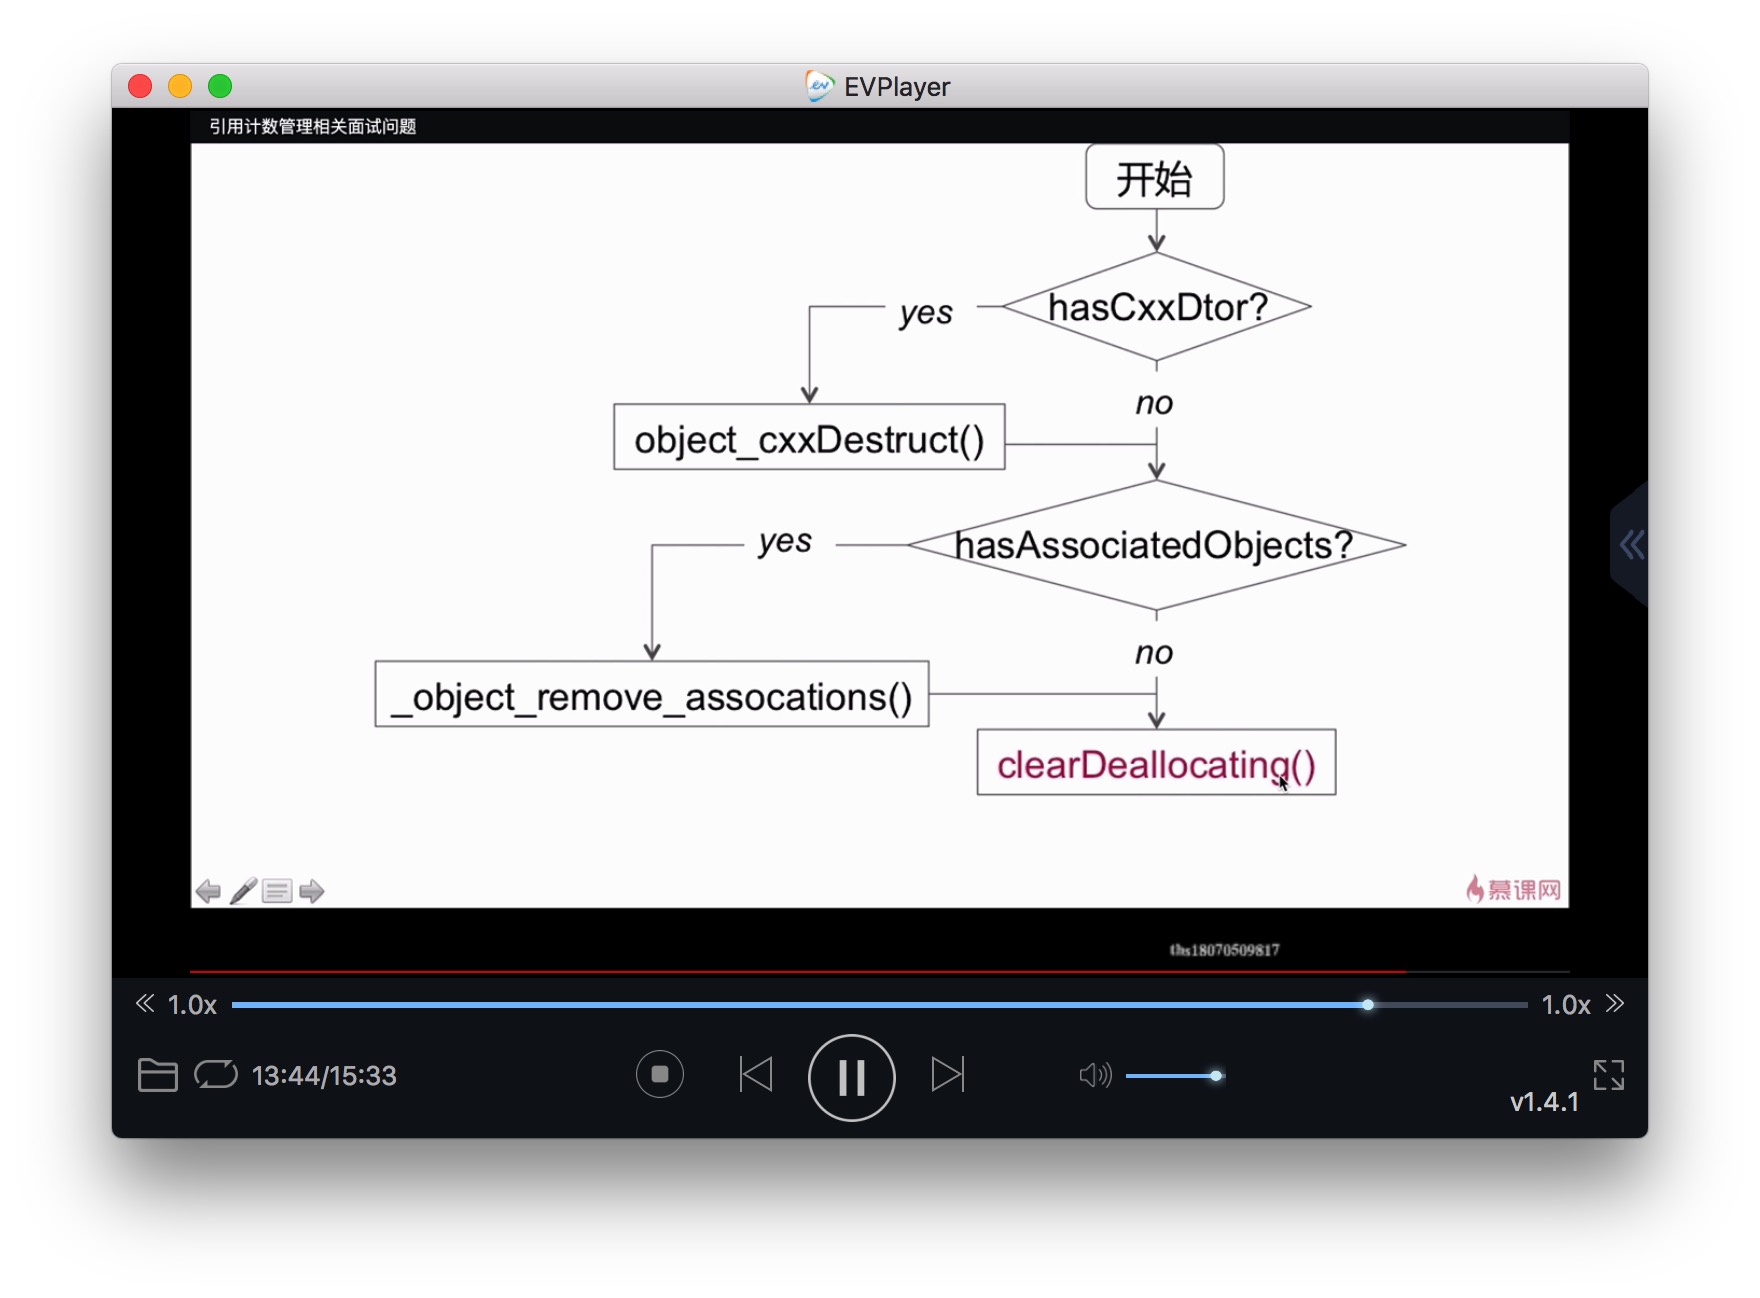 EVPlayer
引用计数管理相关面试问题
开始
hasCxxDtor?
yes
no
object_cxxDestruct()
hasAssociatedObjects?
yes
no
_object_remove_assocations()
clearDeallocating()
慕课网
ths18070509817
1.0x
1.0x
13:44/15:33
v1.4.1